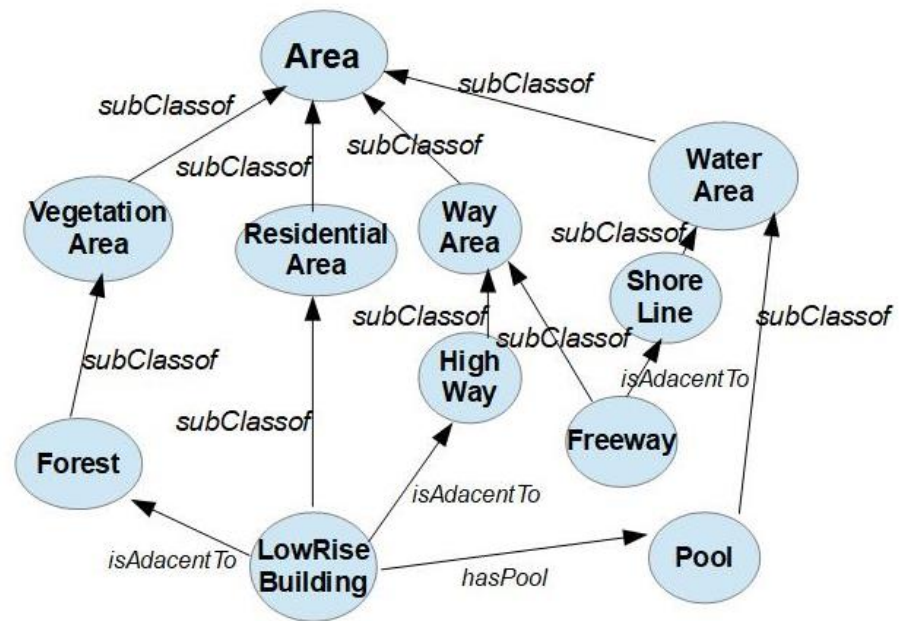 Area
subClassof
subClassof
subClassof
subClassof
Vegetation
Area
Residential
Area
Way
Area
Water
Area
subClassof
Shore
Line
subClassof
subClassof
subClassof
subClassof
High
Way
isAdacentTo
subClassof
Freeway
Forest
isAdacentTo
isAdacentTo
LowRise
Building
hasPool
Pool